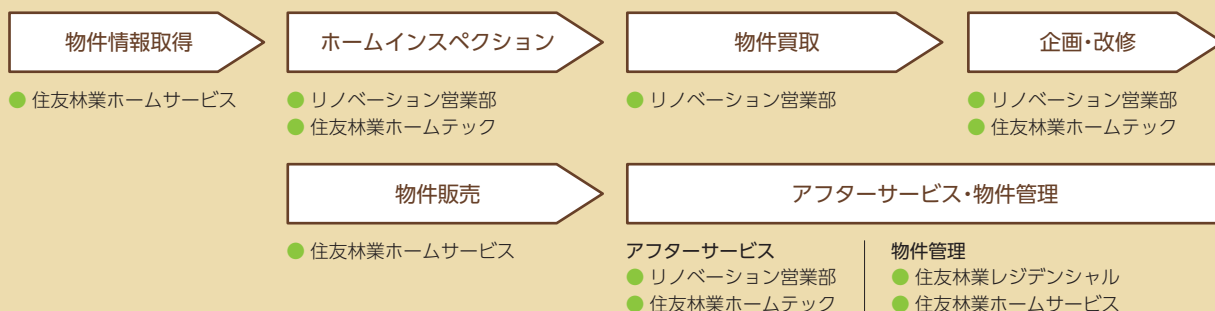 物件情報取得
● 住友林業ホームサービス
ホームインスペクション
● リノベーション営業部
● 住友林業ホームテック
物件買取
● リノベーション営業部
企画・改修
● リノベーション営業部
● 住友林業ホームテック
物件販売
● 住友林業ホームサービス
アフターサービス・物件管理
アフターサービス
● リノベーション営業部
● 住友林業ホームテック
物件管理
● 住友林業レジデンシャル
● 住友林業ホームサービス